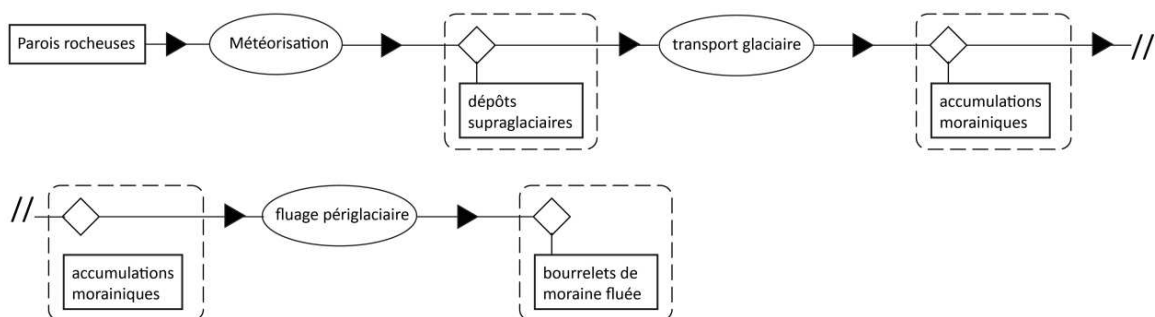 Parois rocheuses
Météorisation
transport glaciaire
//
dépôts
supraglaciaires
accumulations
morainiques
//
fluage périglaciaire
accumulations
morainiques
bourrelets de
moraine fluée